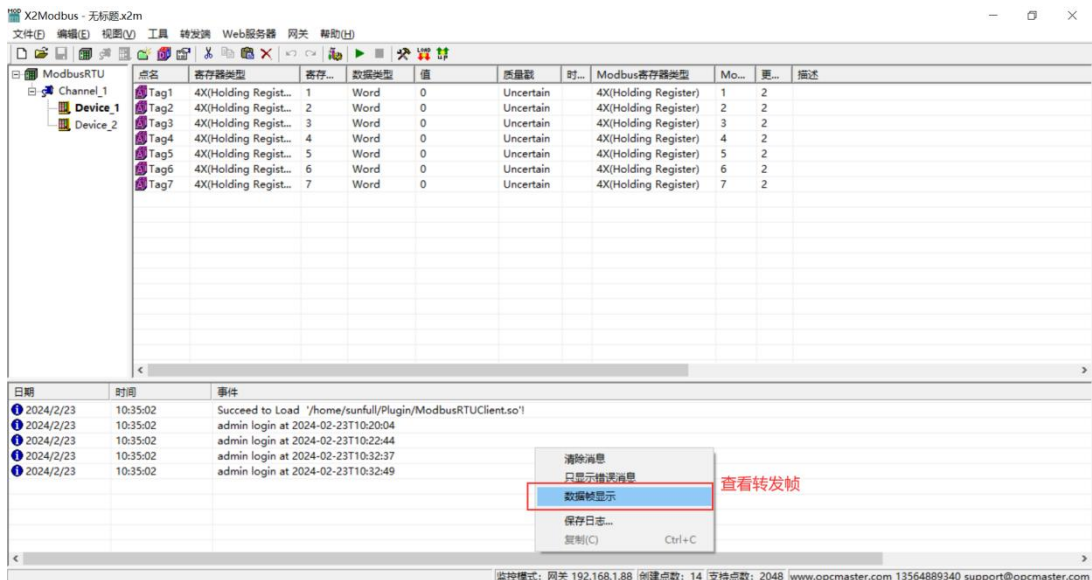 X2Modbus - 无标题.x2m
文件(F) 编辑(E) 视图(V) 工具 转发端 Web服务器 网关 帮助(H)
ModbusRTU
Channel_1
Device_1
Device_2
点名 寄存器类型 寄存... 数据类型 值 质量戳 时... Modbus寄存器类型 Mo... 更... 描述
Tag1 4X(Holding Regist... 1 Word 0 Uncertain 4X(Holding Register) 1 2
Tag2 4X(Holding Regist... 2 Word 0 Uncertain 4X(Holding Register) 2 2
Tag3 4X(Holding Regist... 3 Word 0 Uncertain 4X(Holding Register) 3 2
Tag4 4X(Holding Regist... 4 Word 0 Uncertain 4X(Holding Register) 4 2
Tag5 4X(Holding Regist... 5 Word 0 Uncertain 4X(Holding Register) 5 2
Tag6 4X(Holding Regist... 6 Word 0 Uncertain 4X(Holding Register) 6 2
Tag7 4X(Holding Regist... 7 Word 0 Uncertain 4X(Holding Register) 7 2
日期 时间 事件
2024/2/23 10:35:02 Succeed to Load '/home/sunfull/Plugin/ModbusRTUClient.so'!
2024/2/23 10:35:02 admin login at 2024-02-23T10:20:04
2024/2/23 10:35:02 admin login at 2024-02-23T10:22:44
2024/2/23 10:35:02 admin login at 2024-02-23T10:32:37
2024/2/23 10:35:02 admin login at 2024-02-23T10:32:49
清除消息
只显示错误消息
数据帧显示
查看转发帧
保存日志...
复制(C) Ctrl+C
监控模式: 网关 192.168.1.88 创建点数: 14 支持点数: 2048 www.opcmaster.com 13564889340 support@opcmaster.com